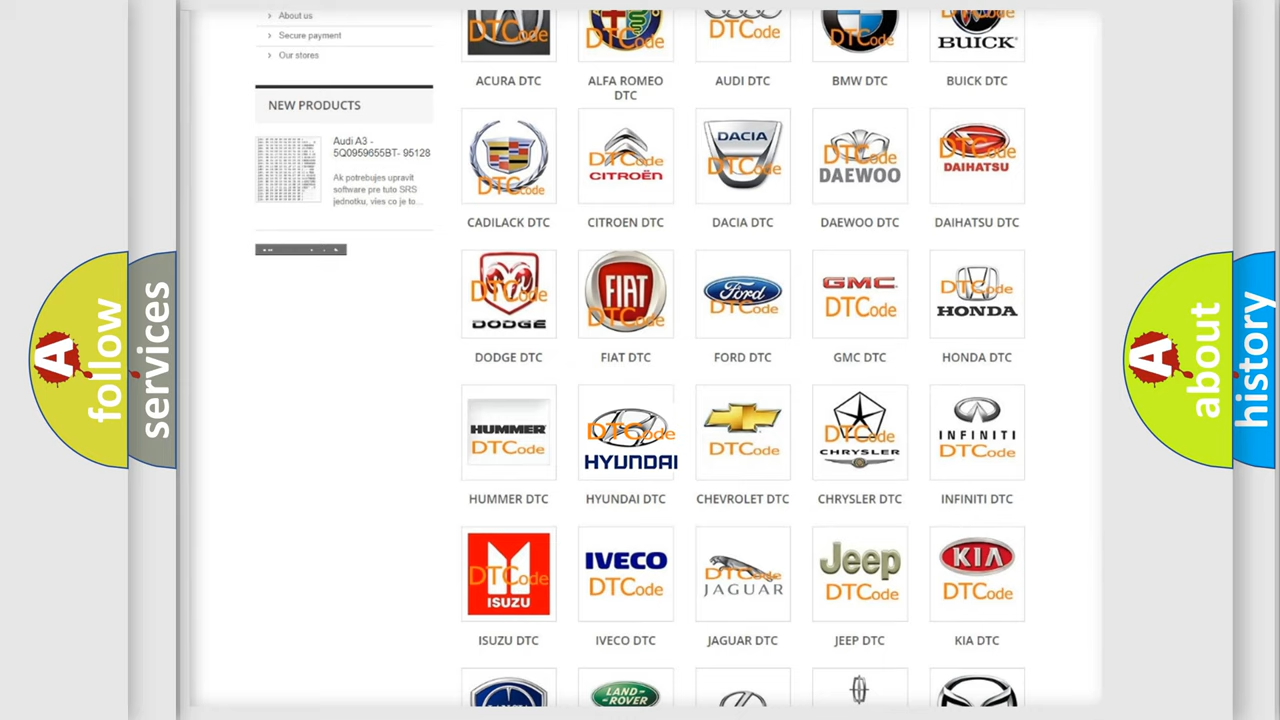 About us
Secure payment
Our stores
NEW PRODUCTS
Audi A3 -
5Q0959655BT- 95128
Ak potrebujes upravit
software pre tuto SRS
jednotku, vies co je to...
DTCode
DTCode
DTCode
DTCode
BUICK
ACURA DTC
ALFA ROMEO
DTC
AUDI DTC
BMW DTC
BUICK DTC
DTCode
DTCode
CITROËN
DACIA
DTCode
DTCode
DAEWOO
DTCode
DAIHATSU
CADILACK DTC
CITROEN DTC
DACIA DTC
DAEWOO DTC
DAIHATSU DTC
DTCode
DODGE
FIAT
DTCode
Ford
DTCode
GMC
DTCode
DTCode
HONDA
DODGE DTC
FIAT DTC
FORD DTC
GMC DTC
HONDA DTC
HUMMER
DTCode
DTCode
HYUNDAI
DTCode
DTCode
CHRYSLER
INFINITI
DTCode
HUMMER DTC
HYUNDAI DTC
CHEVROLET DTC
CHRYSLER DTC
INFINITI DTC
DTCode
ISUZU
IVECO
DTCode
DTCode
JAGUAR
Jeep
DTCode
KIA
DTCode
ISUZU DTC
IVECO DTC
JAGUAR DTC
JEEP DTC
KIA DTC
LAND-
ROVER
A follow
services
A about
history